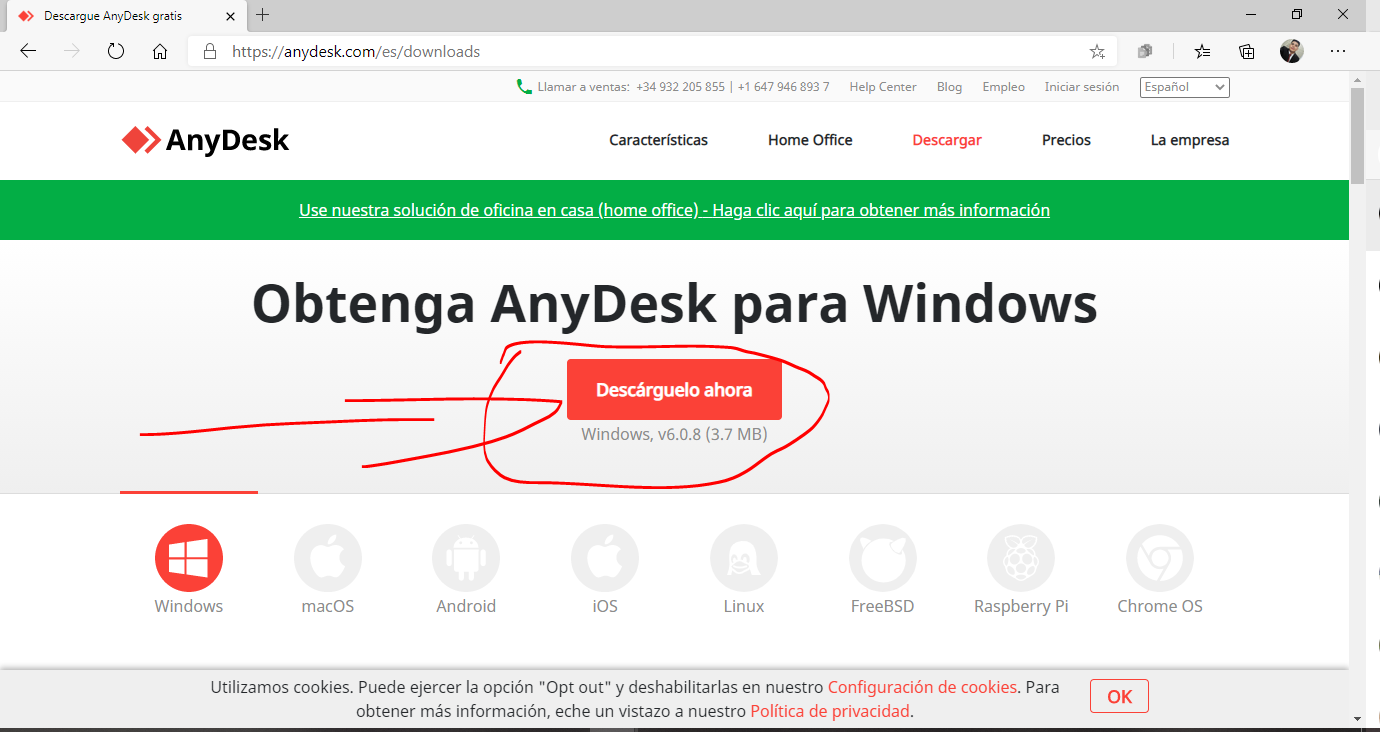 Descargue AnyDesk gratis
https://anydesk.com/es/downloads
Llamar a ventas: +34 932 205 855 | +1 647 946 893 7 Help Center Blog Empleo Iniciar sesión Español
AnyDesk Características Home Office Descargar Precios La empresa
Use nuestra solución de oficina en casa (home office) - Haga clic aquí para obtener más información
Obtenga AnyDesk para Windows
Descárguelo ahora
Windows, v6.0.8 (3.7 MB)
Windows macOS Android iOS Linux FreeBSD Raspberry Pi Chrome OS
Utilizamos cookies. Puede ejercer la opción "Opt out" y deshabilitarlas en nuestro Configuración de cookies. Para
obtener más información, eche un vistazo a nuestro Política de privacidad.
OK